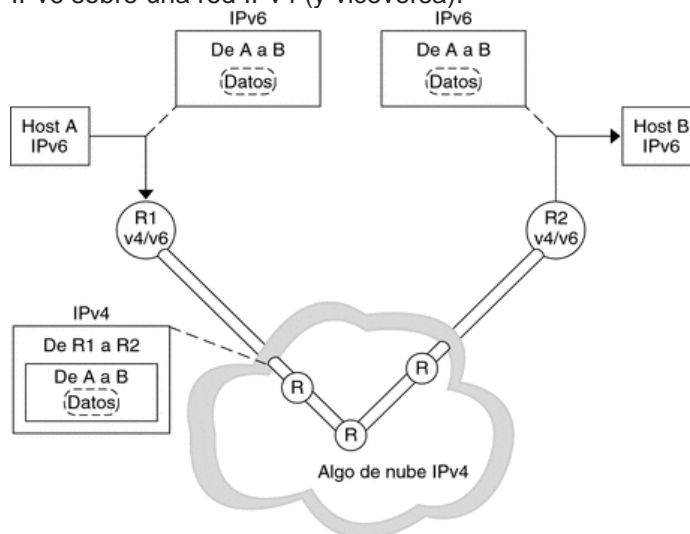 IPv6 sobre una red IPv4 (y viceversa).
IPv6
De A a B
Datos
IPv6
De A a B
Datos
Host A
IPv6
Host B
IPv6
R1
v4/v6
R2
v4/v6
IPv4
De R1 a R2
De A a B
Datos
R
R
R
Algo de nube IPv4